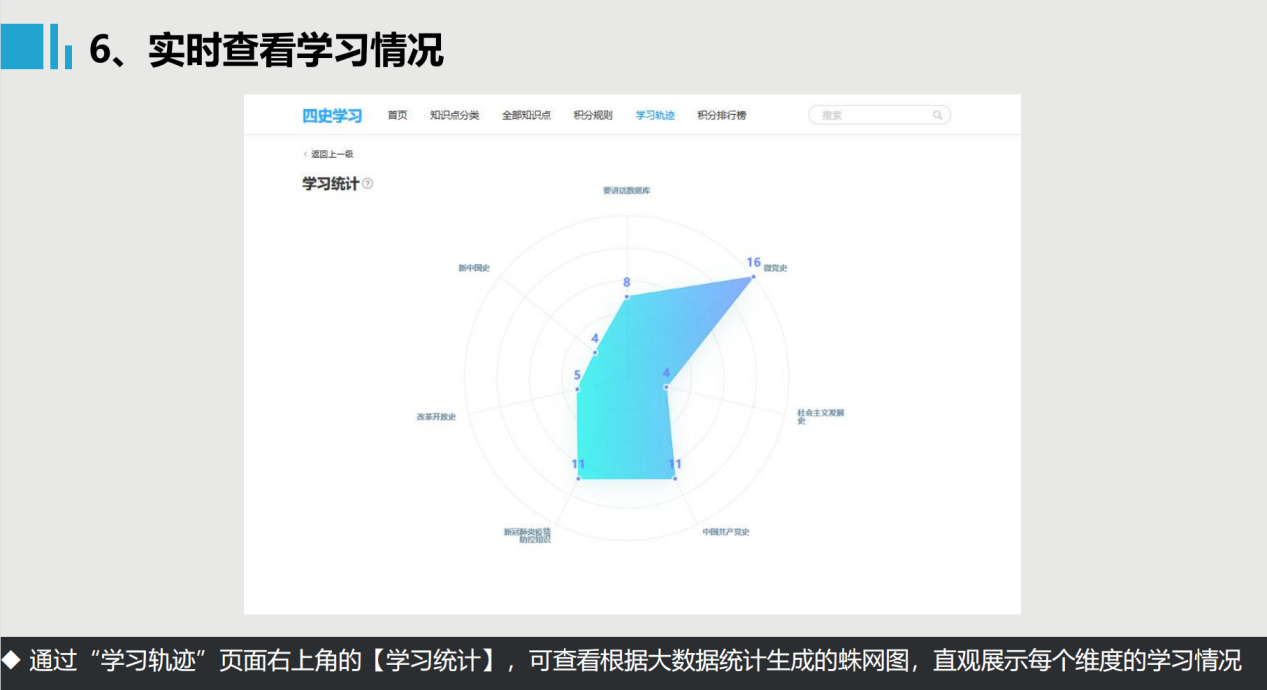 6、实时查看学习情况
四史学习 首页 知识点分类 全部知识点 积分规则 学习轨迹 积分排行榜 搜索
‹ 返回上一级
学习统计 ?
要讲话数据库
16 微党史
新中国史
8
4
5
4
改革开放史
社会主义发展
史
11
11
新冠肺炎疫情
防控知识
中国共产党史
◆ 通过“学习轨迹”页面右上角的【学习统计】，可查看根据大数据统计生成的蛛网图，直观展示每个维度的学习情况